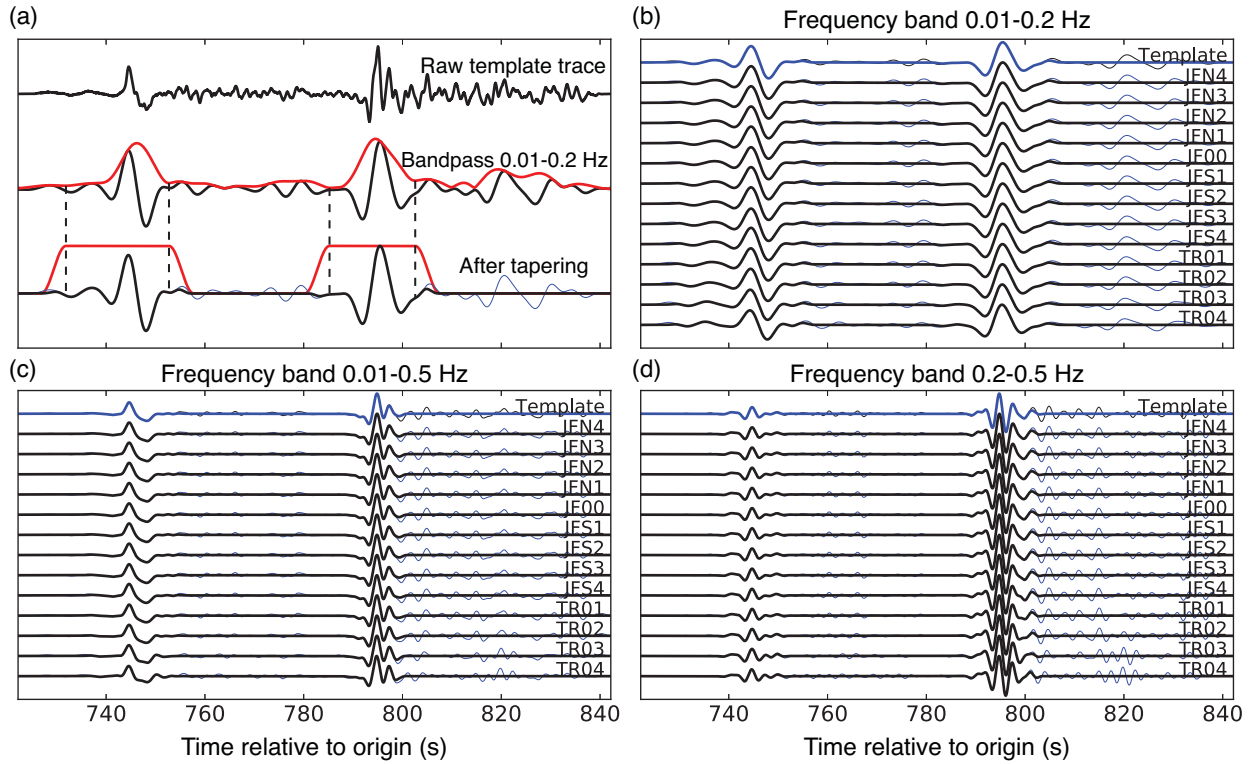 (a)
Raw template trace
Bandpass 0.01-0.2 Hz
After tapering
(b)
Frequency band 0.01-0.2 Hz
Template
JFN4
JFN3
JFN2
JFN1
JF00
JFS1
JFS2
JFS3
JFS4
TR01
TR02
TR03
TR04
(c)
Frequency band 0.01-0.5 Hz
Template
JFN4
JFN3
JFN2
JFN1
JF00
JFS1
JFS2
JFS3
JFS4
TR01
TR02
TR03
TR04
740 760 780 800 820 840
Time relative to origin (s)
(d)
Frequency band 0.2-0.5 Hz
Template
JFN4
JFN3
JFN2
JFN1
JF00
JFS1
JFS2
JFS3
JFS4
TR01
TR02
TR03
TR04
740 760 780 800 820 840
Time relative to origin (s)